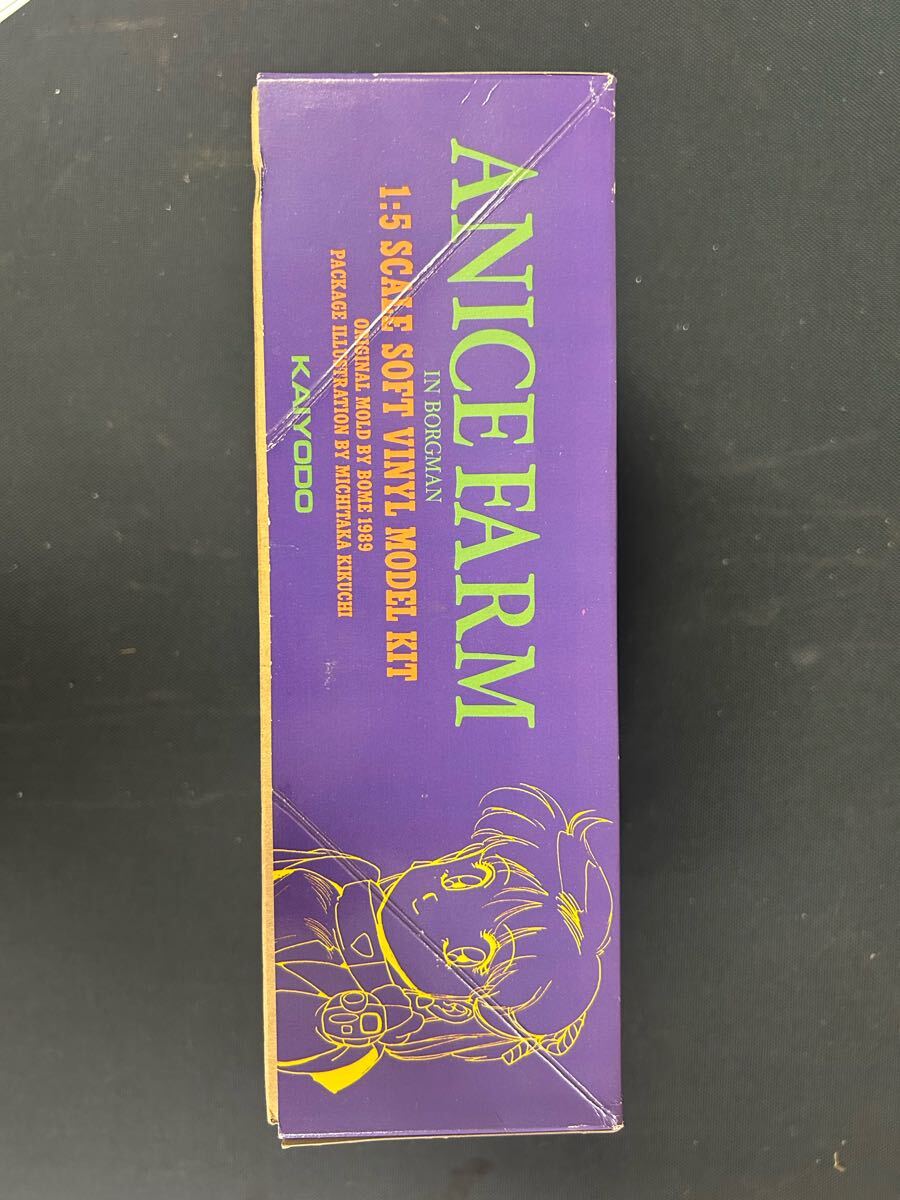 ANICE FARM
IN BORGMAN
1:5 SCALE SOFT VINYL MODEL KIT
ORIGINAL MOLD BY BOME 1989
PACKAGE ILLUSTRATION BY MICHITAKA KIKUCHI
KAIYODO